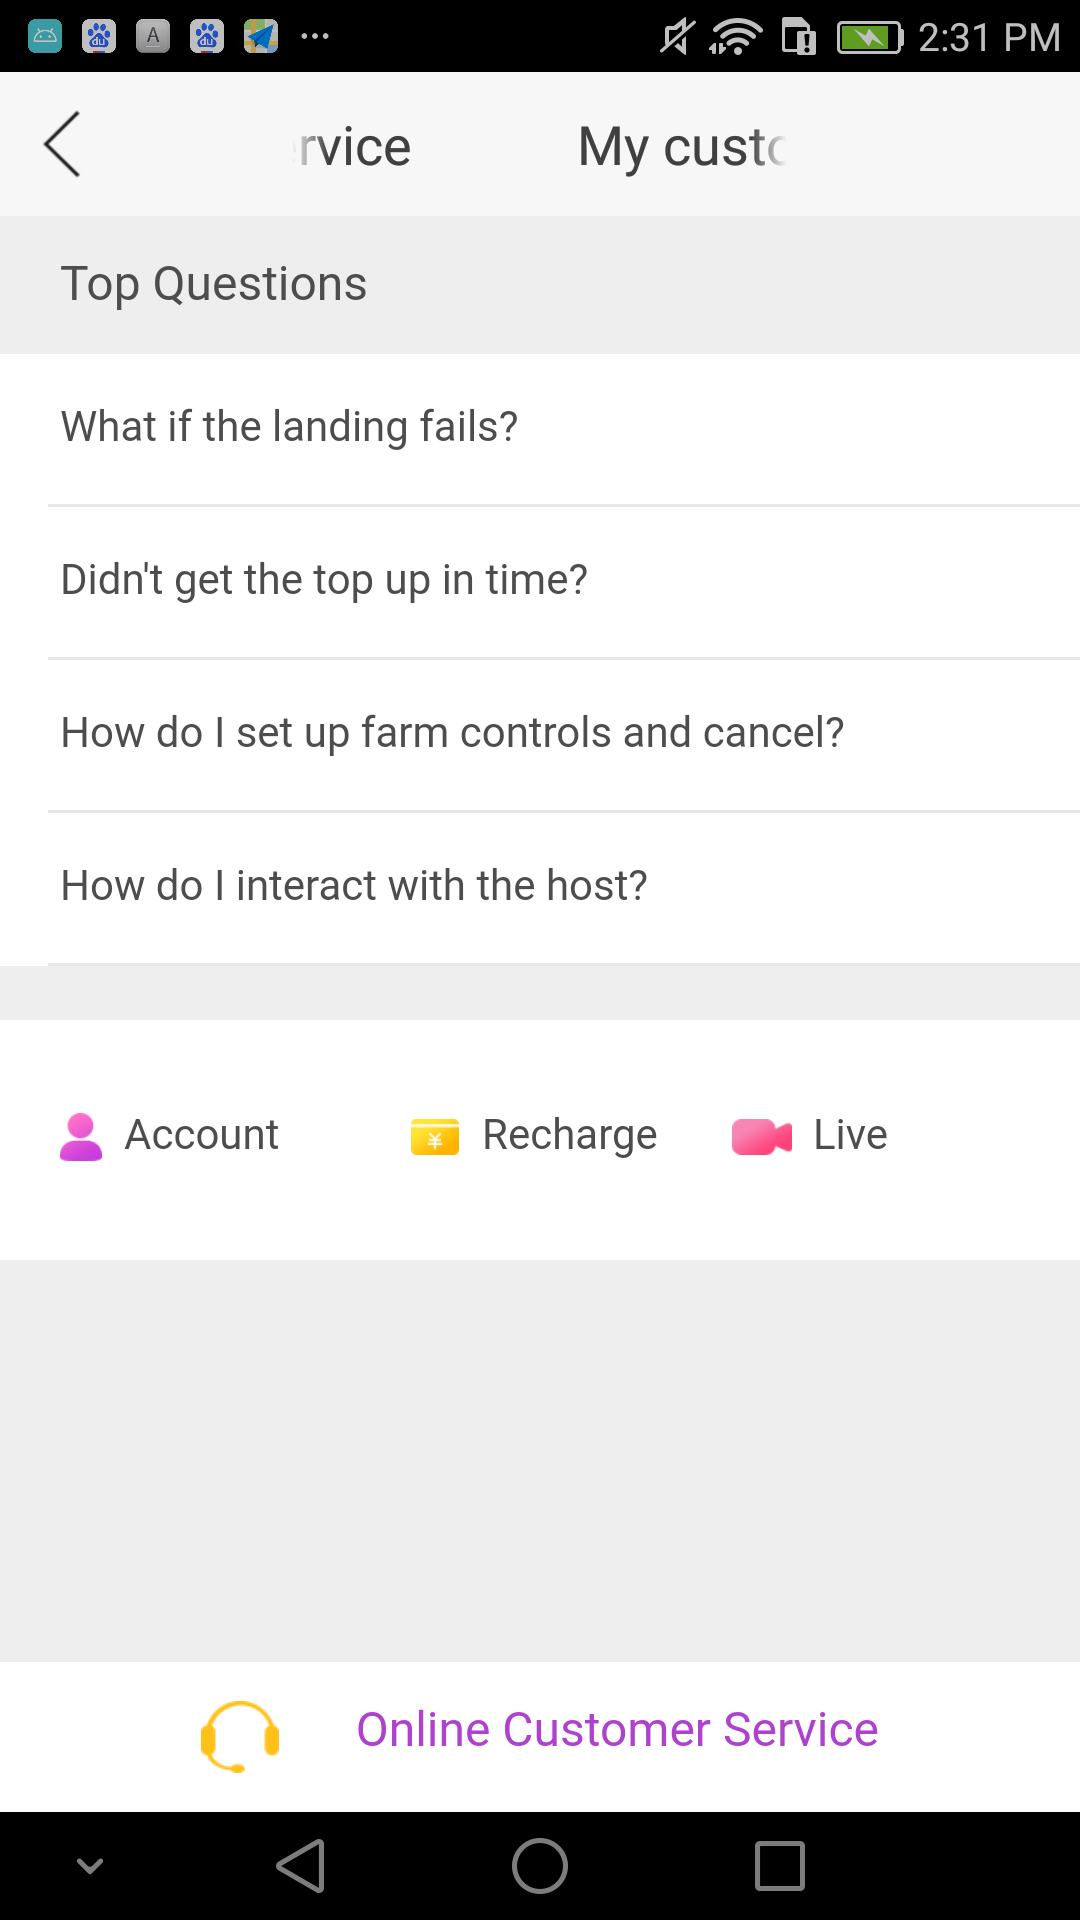 2:31 PM
rvice My custo
Top Questions
What if the landing fails?
Didn't get the top up in time?
How do I set up farm controls and cancel?
How do I interact with the host?
Account Recharge Live
Online Customer Service